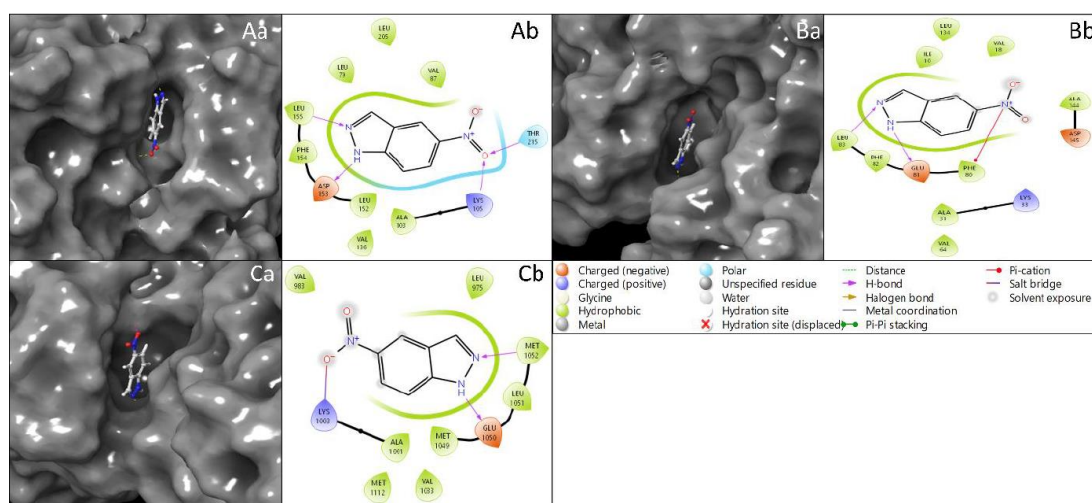 Aa
Ab
LEU
205
LEU
VAL
87
LEU
155
PHE
154
ASP
153
LEU
152
VAL
ALA
103
LYS
105
THR
215
N
NH
N+
O-
O
Ba
Bb
LEU
134
VAL
18
ILE
10
ALA
144
ASP
145
LEU
83
PHE
82
GLU
81
PHE
80
LYS
33
ALA
31
VAL
64
N
NH
N+
O-
O
Ca
Cb
VAL
983
LEU
975
MET
1052
LEU
1051
GLU
1050
MET
1049
LYS
1003
ALA
1001
MET
1112
VAL
1033
O
N+
O-
N
NH
Charged (negative)
Charged (positive)
Glycine
Hydrophobic
Metal
Polar
Unspecified residue
Water
Hydration site
Hydration site (displaced)
Distance
H-bond
Halogen bond
Metal coordination
Pi-Pi stacking
Pi-cation
Salt bridge
Solvent exposure